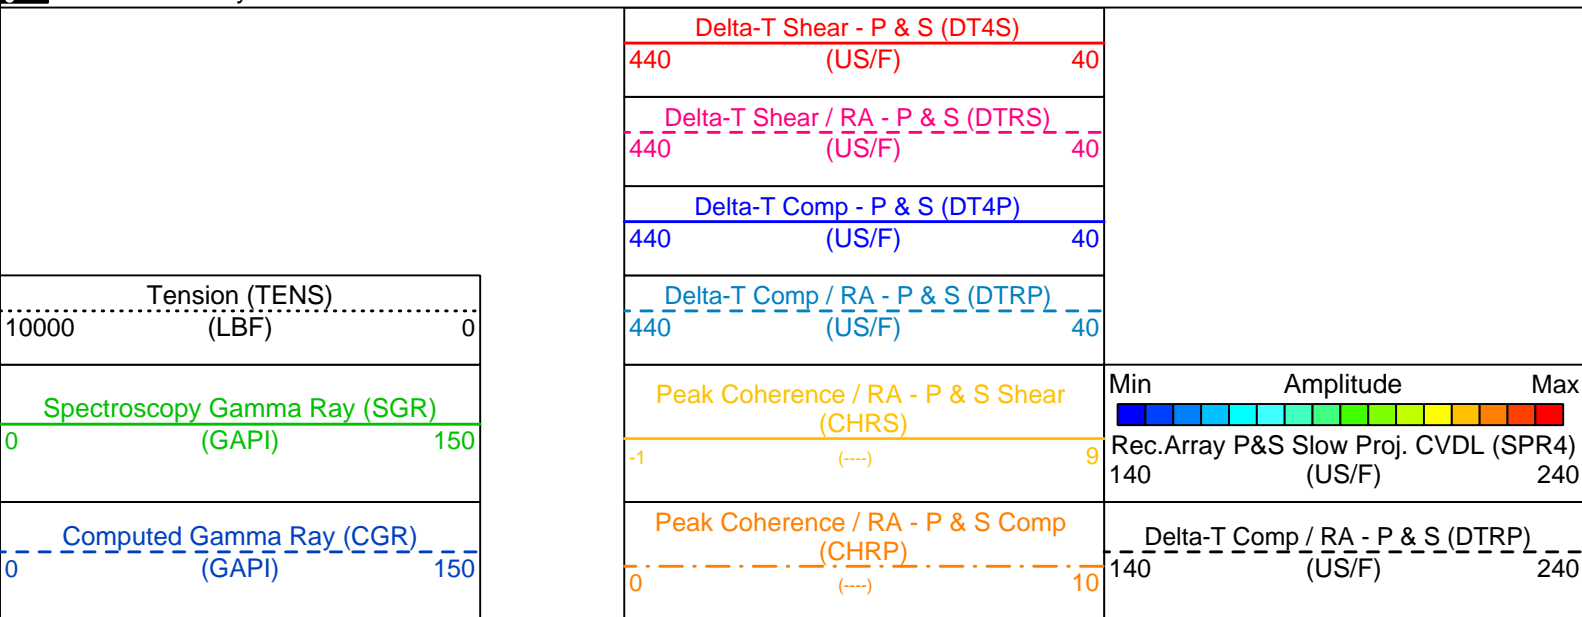 Delta-T Shear - P & S (DT4S)
440 (US/F) 40
Delta-T Shear / RA - P & S (DTRS)
440 (US/F) 40
Delta-T Comp - P & S (DT4P)
440 (US/F) 40
Tension (TENS)
10000 (LBF) 0
Delta-T Comp / RA - P & S (DTRP)
440 (US/F) 40
Spectroscopy Gamma Ray (SGR)
0 (GAPI) 150
Peak Coherence / RA - P & S Shear
(CHRS)
-1 (----) 9
Min Amplitude Max
Rec.Array P&S Slow Proj. CVDL (SPR4)
140 (US/F) 240
Computed Gamma Ray (CGR)
0 (GAPI) 150
Peak Coherence / RA - P & S Comp
(CHRP)
0 (----) 10
Delta-T Comp / RA - P & S (DTRP)
140 (US/F) 240